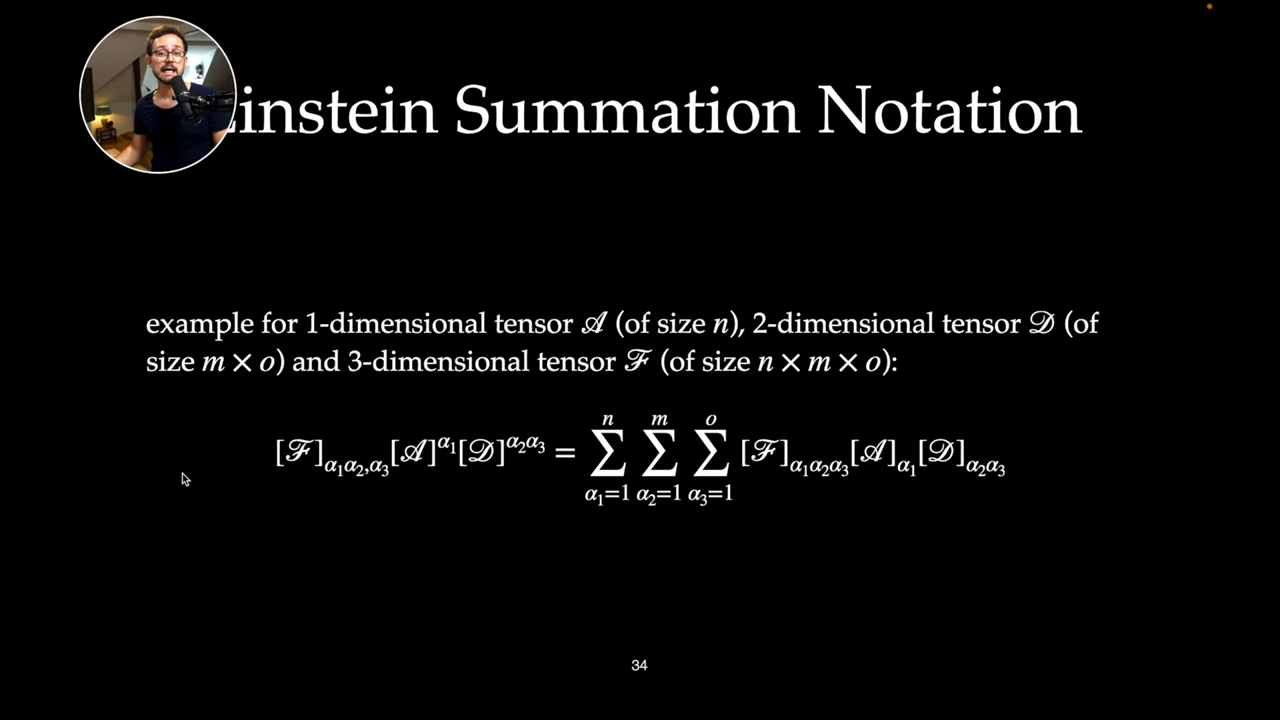 Einstein Summation Notation
example for 1-dimensional tensor 𝒜 (of size n), 2-dimensional tensor 𝒟 (of
size m × o) and 3-dimensional tensor ℱ (of size n × m × o):
[ℱ]_{α₁α₂,α₃}[𝒜]^{α₁}[𝒟]^{α₂α₃} = ∑_{α₁=1}^{n} ∑_{α₂=1}^{m} ∑_{α₃=1}^{o} [ℱ]_{α₁α₂α₃}[𝒜]_{α₁}[𝒟]_{α₂α₃}
34